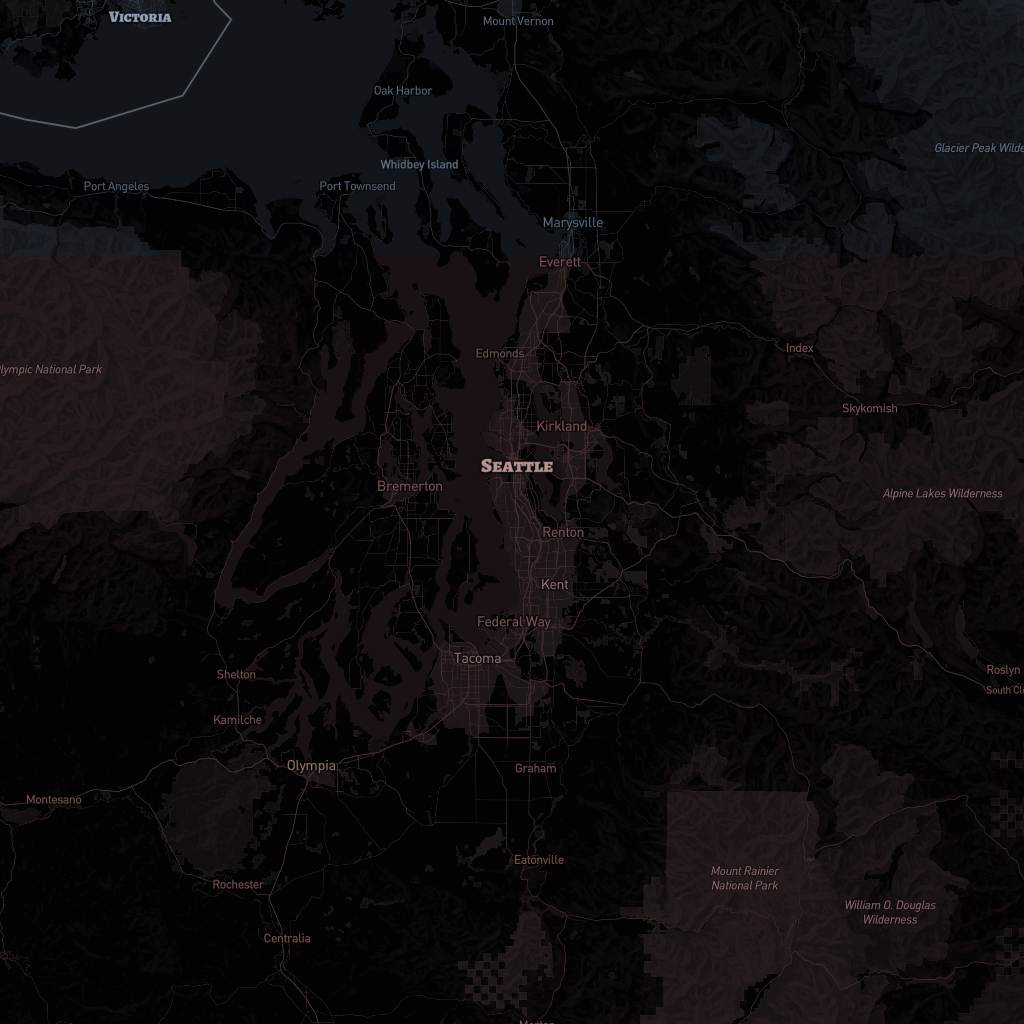 Victoria
Mount Vernon
Oak Harbor
Glacier Peak Wilde
Whidbey Island
Port Angeles
Port Townsend
Marysville
Everett
Index
Edmonds
lympic National Park
Skykomish
Kirkland
Seattle
Bremerton
Alpine Lakes Wilderness
Renton
Kent
Federal Way
Tacoma
Roslyn
Shelton
South Cl
Kamilche
Olympia
Graham
Montesano
Eatonville
Mount Rainier
National Park
Rochester
William O. Douglas
Wilderness
Centralia